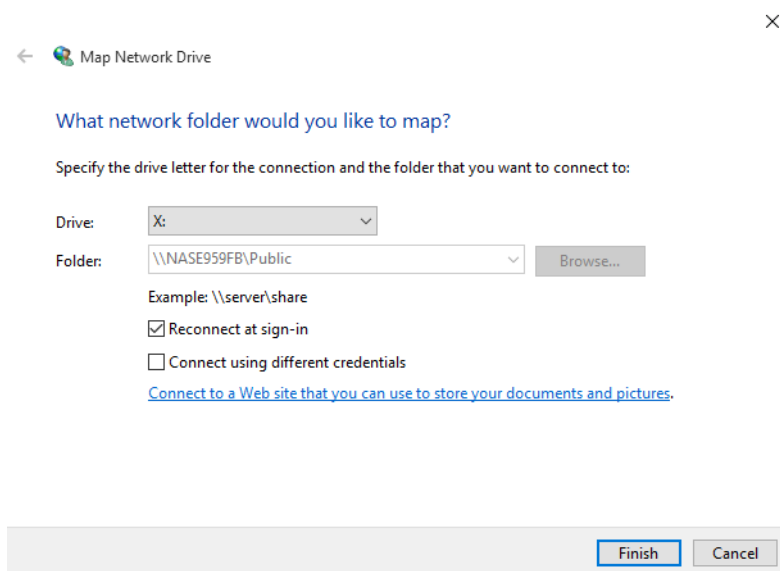 Map Network Drive
What network folder would you like to map?
Specify the drive letter for the connection and the folder that you want to connect to:
Drive: X:
Folder: \\NASE959FB\Public Browse...
Example: \\server\share
Reconnect at sign-in
Connect using different credentials
Connect to a Web site that you can use to store your documents and pictures.
Finish Cancel